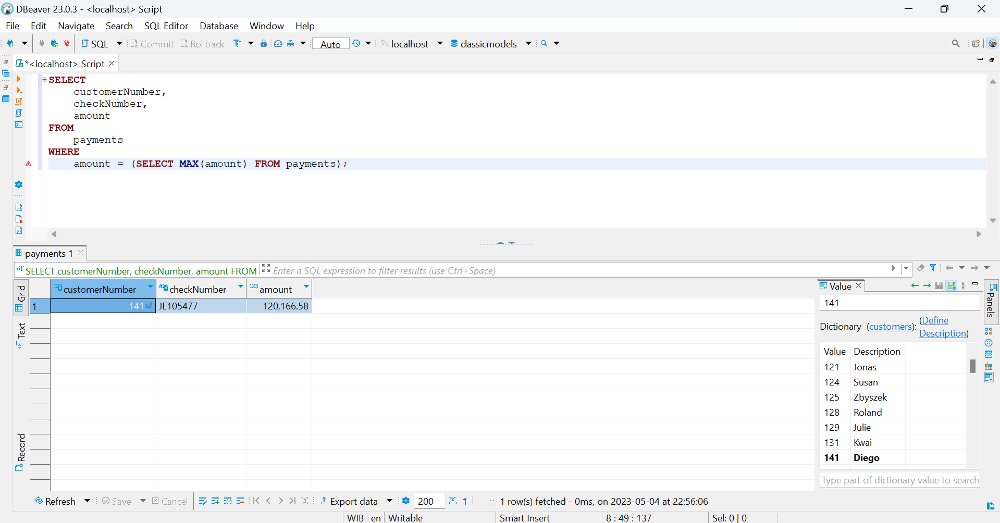 DBeaver 23.0.3 - <localhost> Script
File Edit Navigate Search SQL Editor Database Window Help
SQL Commit Rollback Auto localhost classicmodels
*<localhost> Script
SELECT
customerNumber,
checkNumber,
amount
FROM
payments
WHERE
amount = (SELECT MAX(amount) FROM payments);
payments 1
SELECT customerNumber, checkNumber, amount FROM Enter a SQL expression to filter results (use Ctrl+Space)
Grid
Text
Record
123 customerNumber ABC checkNumber 123 amount
1 141 JE105477 120,166.58
Value
141
Dictionary (customers): (Define
Description)
Value Description
121 Jonas
124 Susan
125 Zbyszek
128 Roland
129 Julie
131 Kwai
141 Diego
Type part of dictionary value to search
Panels
Refresh Save Cancel Export data 200 1 ... 1 row(s) fetched - 0ms, on 2023-05-04 at 22:56:06
WIB en Writable Smart Insert 8 : 49 : 137 Sel: 0 | 0